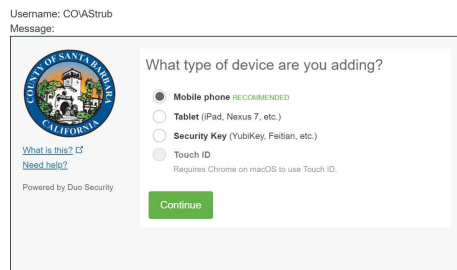 Username: CO\AStrub
Message:
COUNTY OF SANTA BARBARA
CALIFORNIA
What is this?
Need help?
Powered by Duo Security
What type of device are you adding?
Mobile phone RECOMMENDED
Tablet (iPad, Nexus 7, etc.)
Security Key (YubiKey, Feitian, etc.)
Touch ID
Requires Chrome on macOS to use Touch ID.
Continue